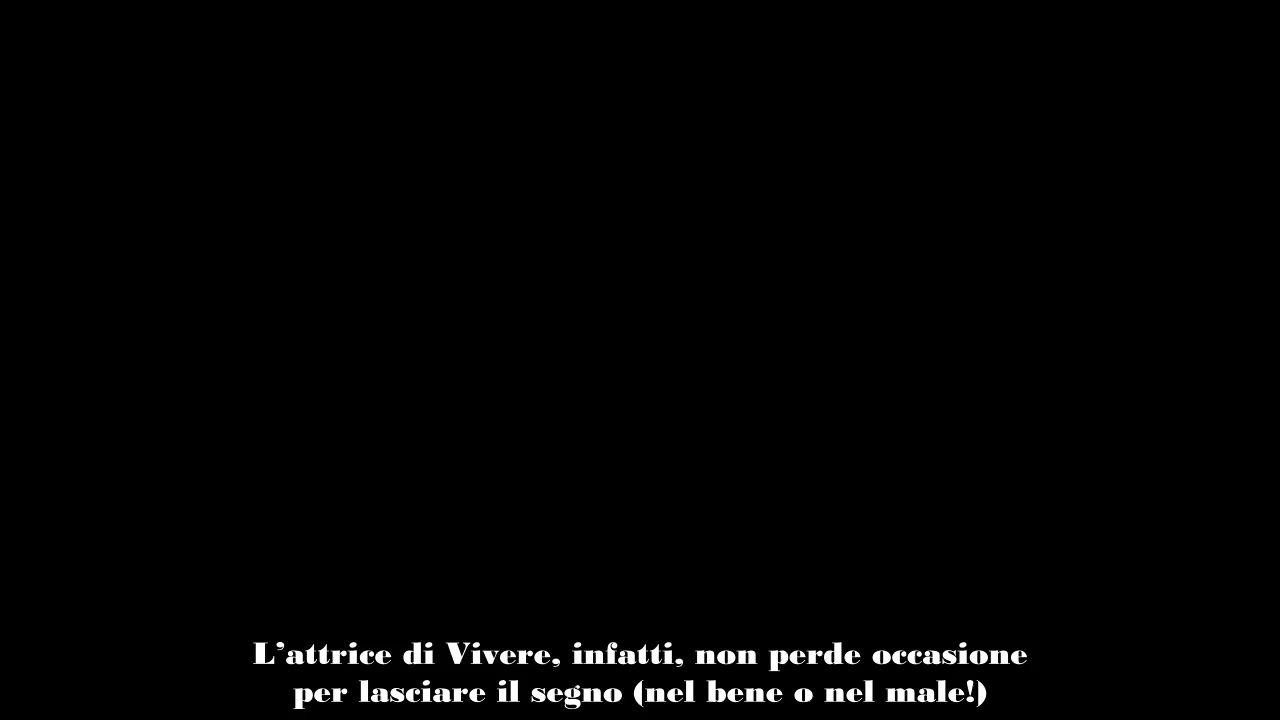 L'attrice di Vivere, infatti, non perde occasione
per lasciare il segno (nel bene o nel male!)